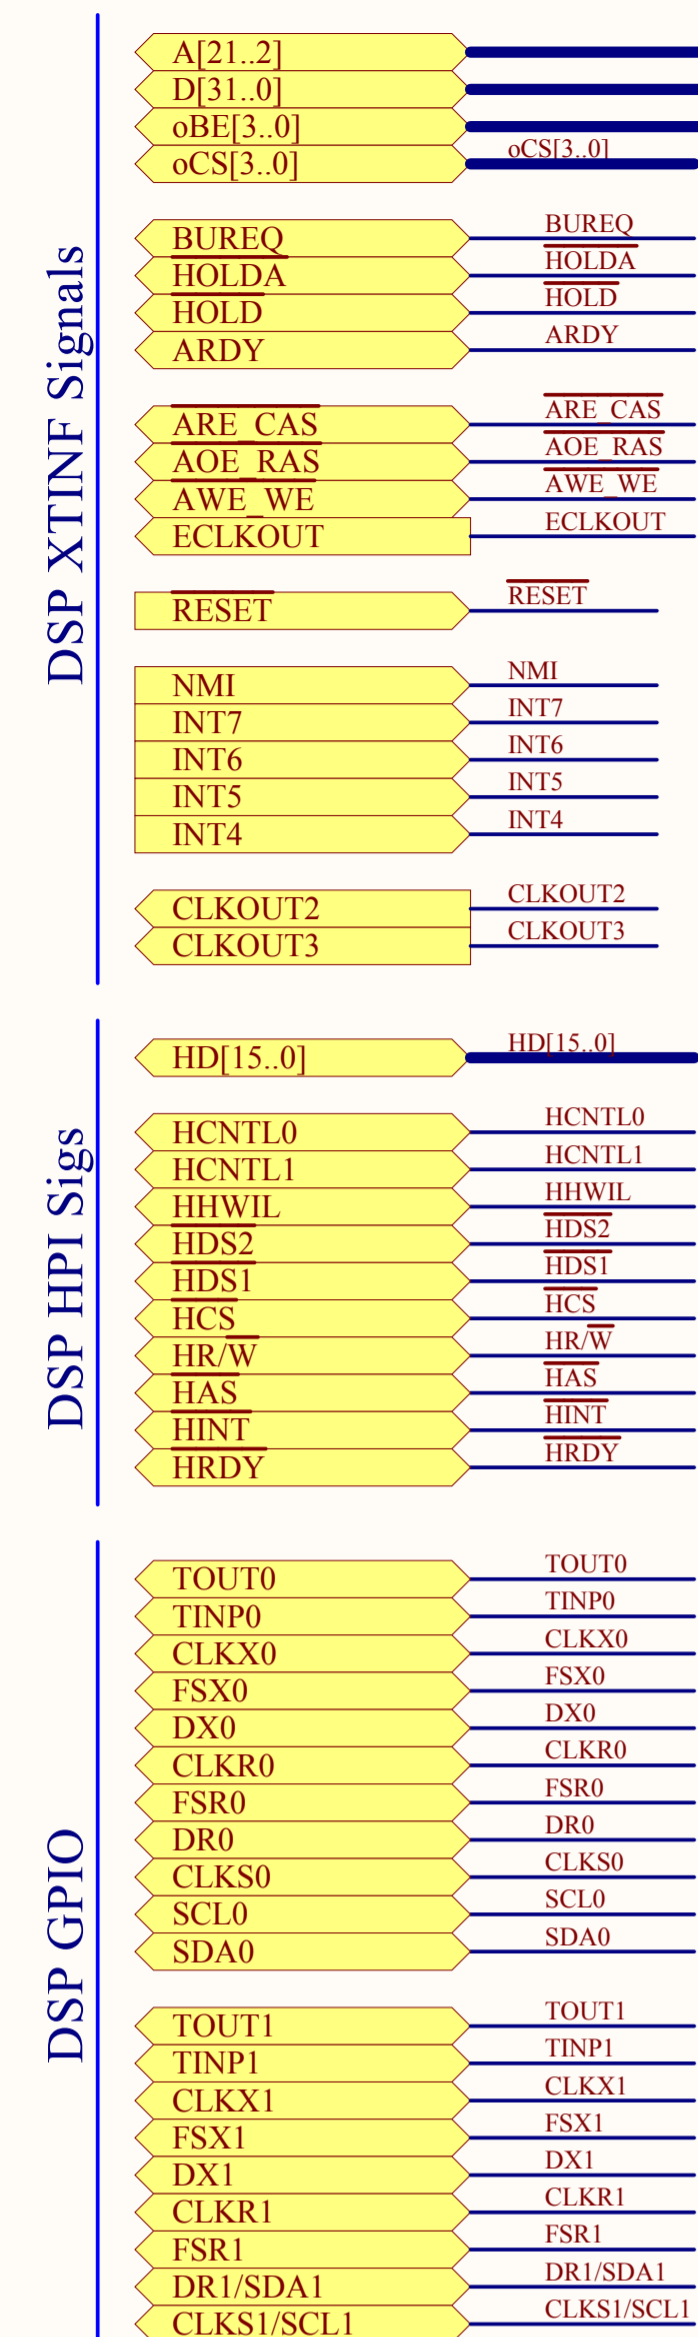 DSP XTINF Signals
A[21..2]
D[31..0]
oBE[3..0]
oCS[3..0] oCS[3..0]
BUREQ BUREQ
HOLDA HOLDA
HOLD HOLD
ARDY ARDY
ARE_CAS ARE_CAS
AOE_RAS AOE_RAS
AWE_WE AWE_WE
ECLKOUT ECLKOUT
RESET RESET
NMI NMI
INT7 INT7
INT6 INT6
INT5 INT5
INT4 INT4
CLKOUT2 CLKOUT2
CLKOUT3 CLKOUT3
DSP HPI Sigs
HD[15..0] HD[15..0]
HCNTL0 HCNTL0
HCNTL1 HCNTL1
HHWIL HHWIL
HDS2 HDS2
HDS1 HDS1
HCS HCS
HR/W HR/W
HAS HAS
HINT HINT
HRDY HRDY
DSP GPIO
TOUT0 TOUT0
TINP0 TINP0
CLKX0 CLKX0
FSX0 FSX0
DX0 DX0
CLKR0 CLKR0
FSR0 FSR0
DR0 DR0
CLKS0 CLKS0
SCL0 SCL0
SDA0 SDA0
TOUT1 TOUT1
TINP1 TINP1
CLKX1 CLKX1
FSX1 FSX1
DX1 DX1
CLKR1 CLKR1
FSR1 FSR1
DR1/SDA1 DR1/SDA1
CLKS1/SCL1 CLKS1/SCL1